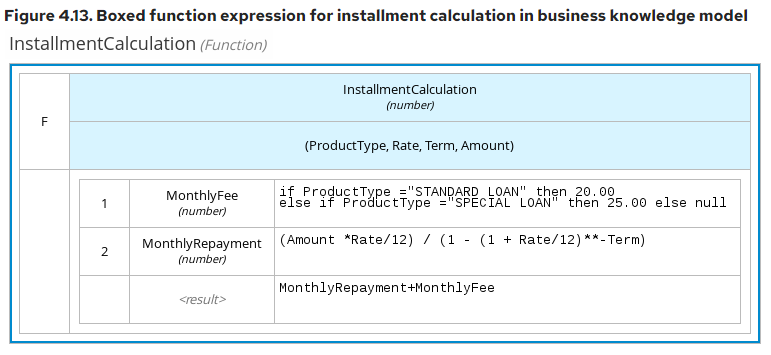 Figure 4.13. Boxed function expression for installment calculation in business knowledge model
InstallmentCalculation (Function)
F
InstallmentCalculation
(number)
(ProductType, Rate, Term, Amount)
1
MonthlyFee
(number)
if ProductType ="STANDARD LOAN" then 20.00
else if ProductType ="SPECIAL LOAN" then 25.00 else null
2
MonthlyRepayment
(number)
(Amount *Rate/12) / (1 - (1 + Rate/12)**-Term)
<result>
MonthlyRepayment+MonthlyFee